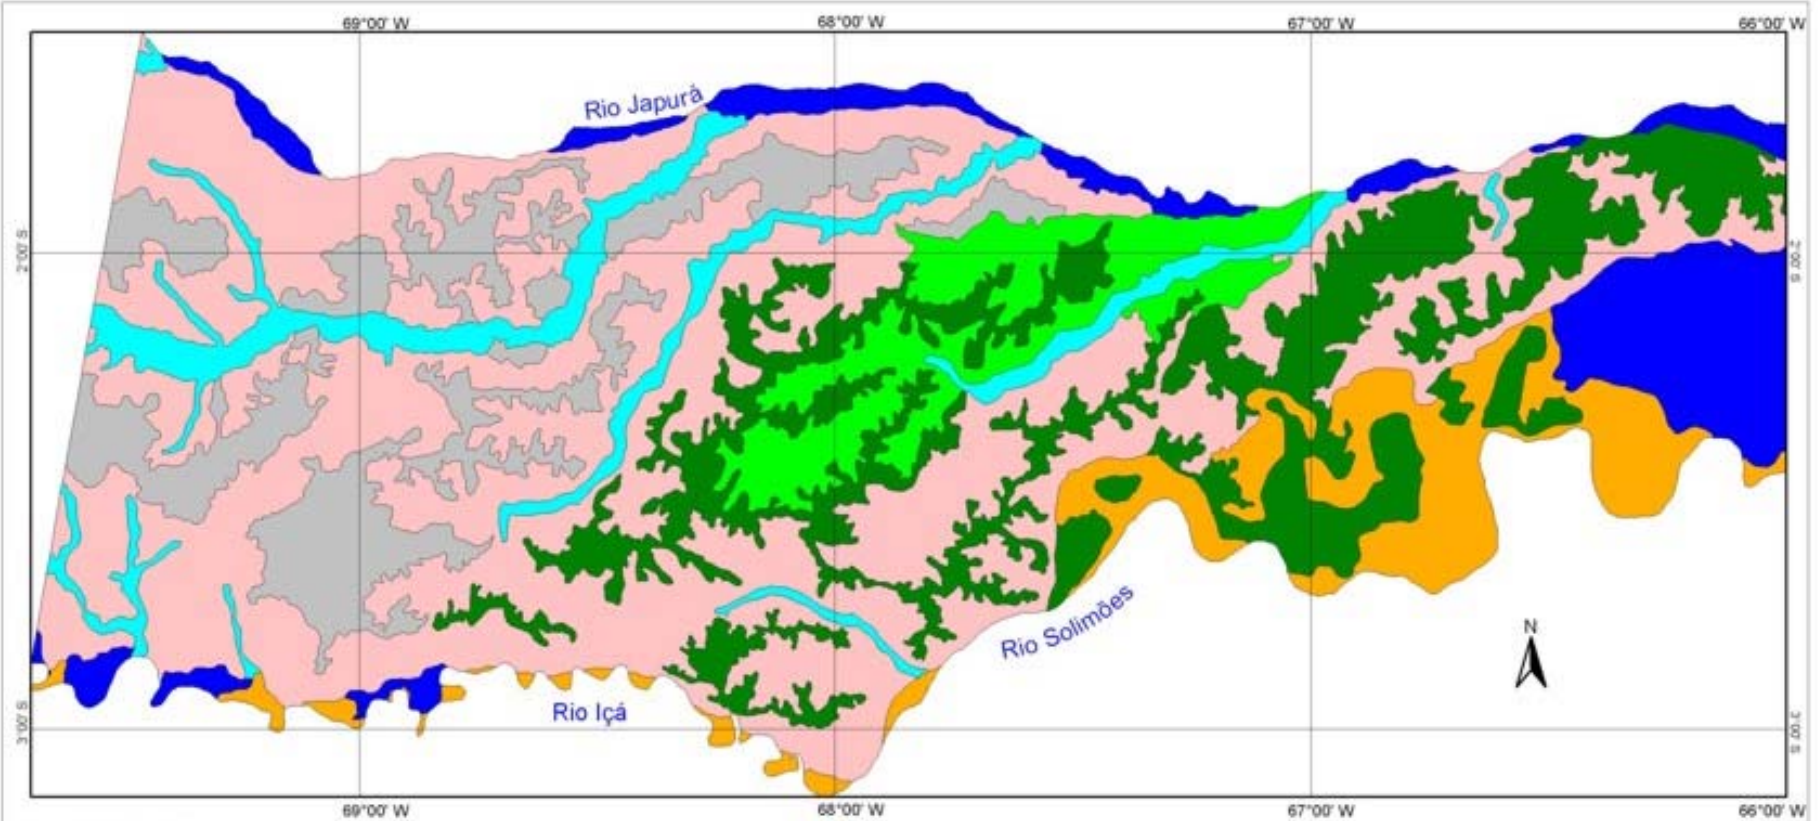 69°00' W 68°00' W 67°00' W 66°00' W
Rio Japurá
2°00' S 2°00' S
N
Rio Solimões
Rio Içá
3°00' S 3°00' S
69°00' W 68°00' W 67°00' W 66°00' W